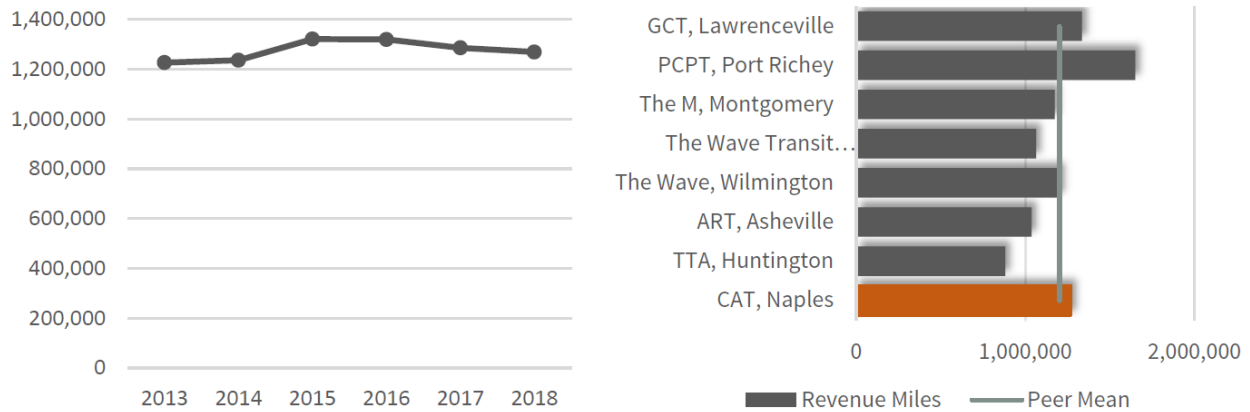 1,400,000
1,200,000
1,000,000
800,000
600,000
400,000
200,000
0
2013 2014 2015 2016 2017 2018
GCT, Lawrenceville
PCPT, Port Richey
The M, Montgomery
The Wave Transit...
The Wave, Wilmington
ART, Asheville
TTA, Huntington
CAT, Naples
0 1,000,000 2,000,000
Revenue Miles Peer Mean